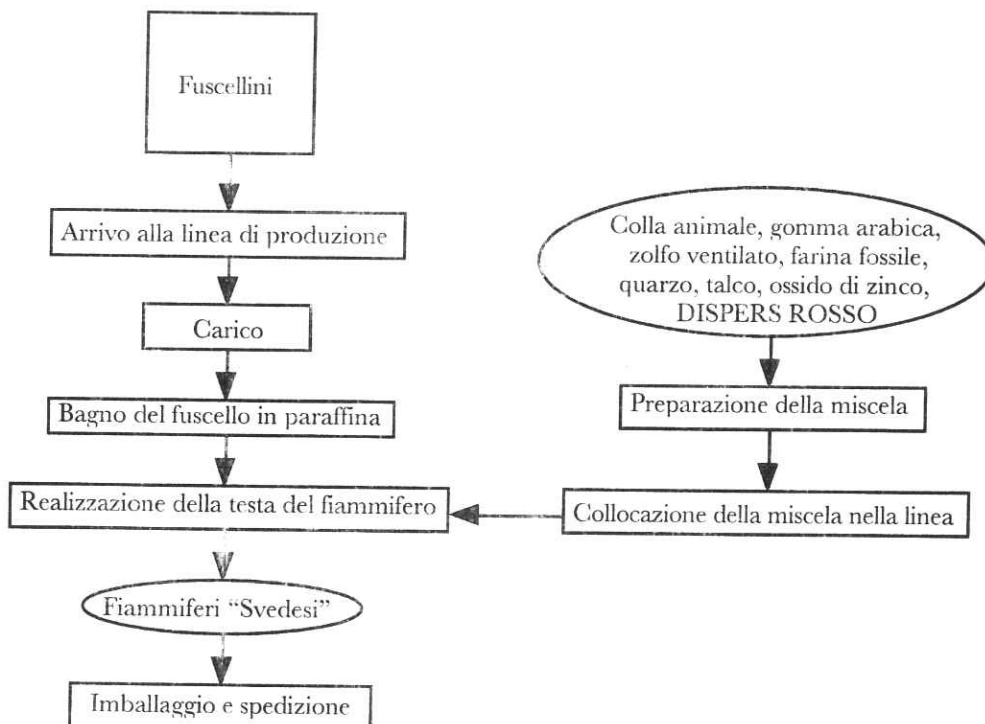 Fuscellini
Arrivo alla linea di produzione
Carico
Bagno del fuscello in paraffina
Realizzazione della testa del fiammifero
Fiammiferi “Svedesi”
Imballaggio e spedizione
Colla animale, gomma arabica,
zolfo ventilato, farina fossile,
quarzo, talco, ossido di zinco,
DISPERS ROSSO
Preparazione della miscela
Collocazione della miscela nella linea